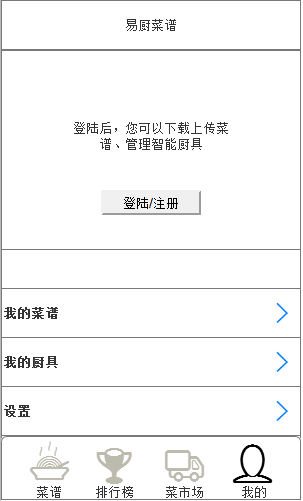 易厨菜谱
登陆后，您可以下载上传菜
谱、管理智能厨具
登陆/注册
我的菜谱
我的厨具
设置
菜谱 排行榜 菜市场 我的